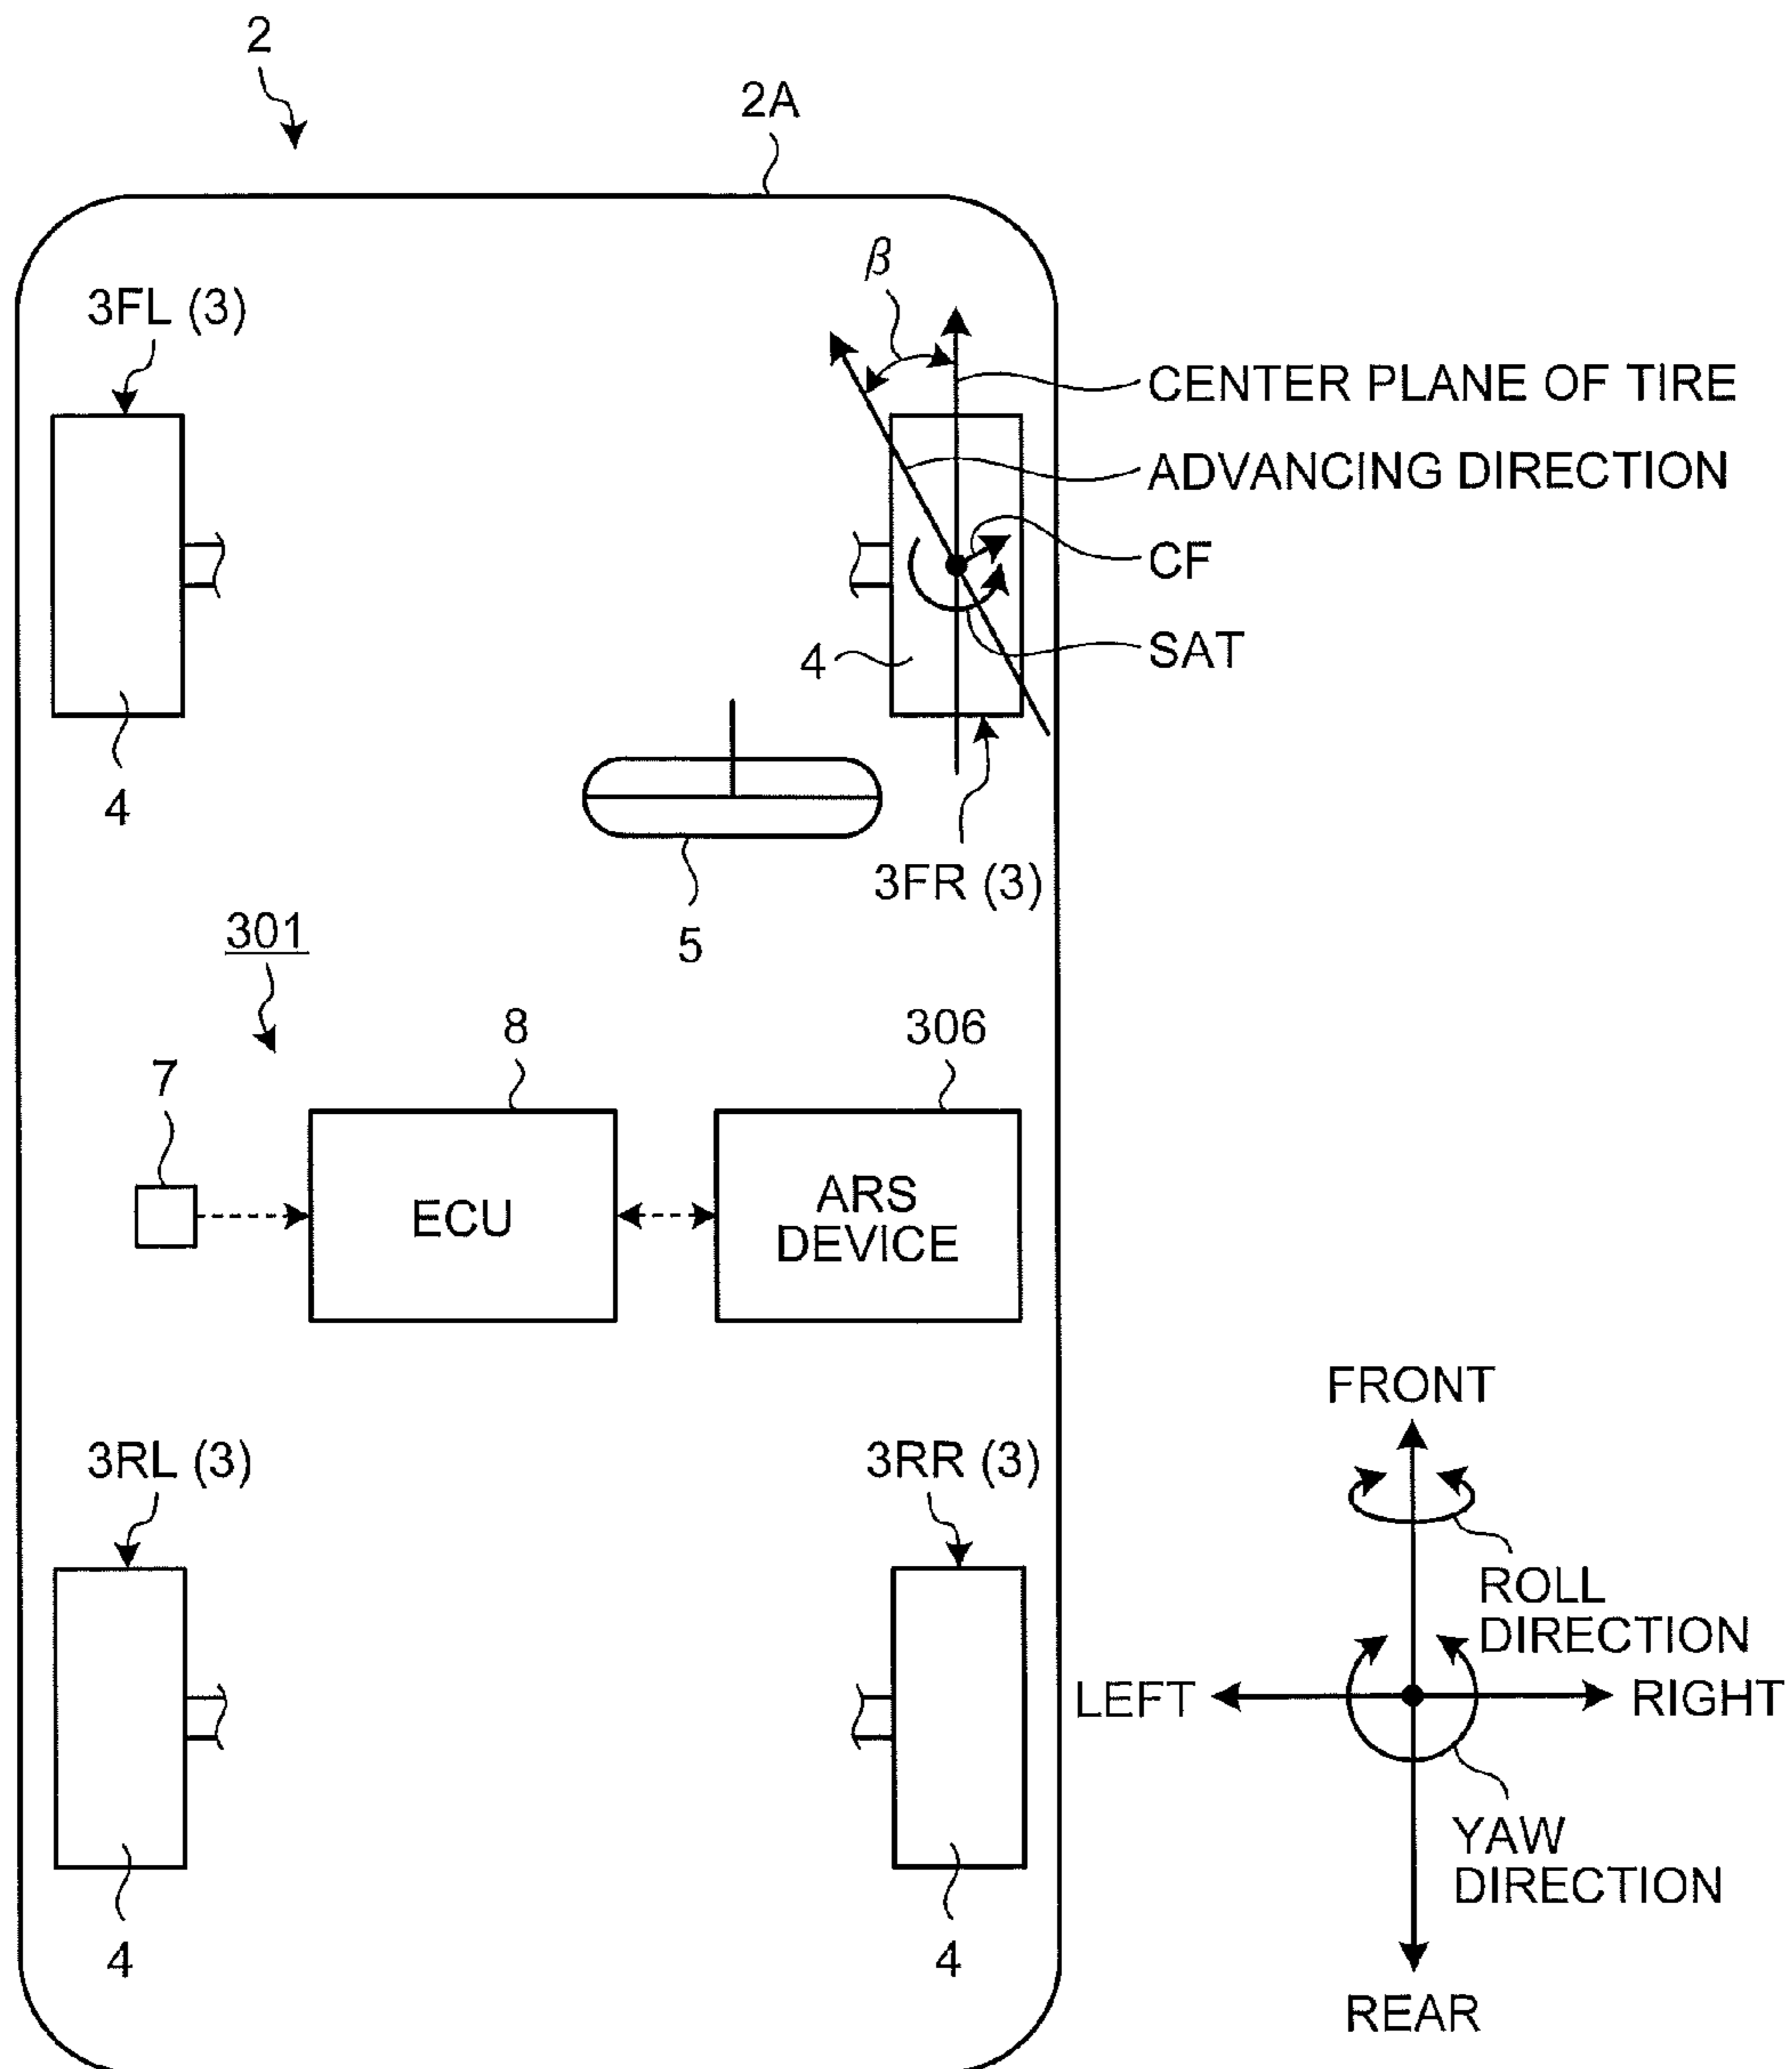 2
2A
β
3FL (3)
CENTER PLANE OF TIRE
ADVANCING DIRECTION
CF
4
SAT
4
3FR (3)
5
301
8
306
7
ECU
ARS
DEVICE
FRONT
3RL (3)
3RR (3)
ROLL
DIRECTION
LEFT
RIGHT
YAW
DIRECTION
4
4
REAR